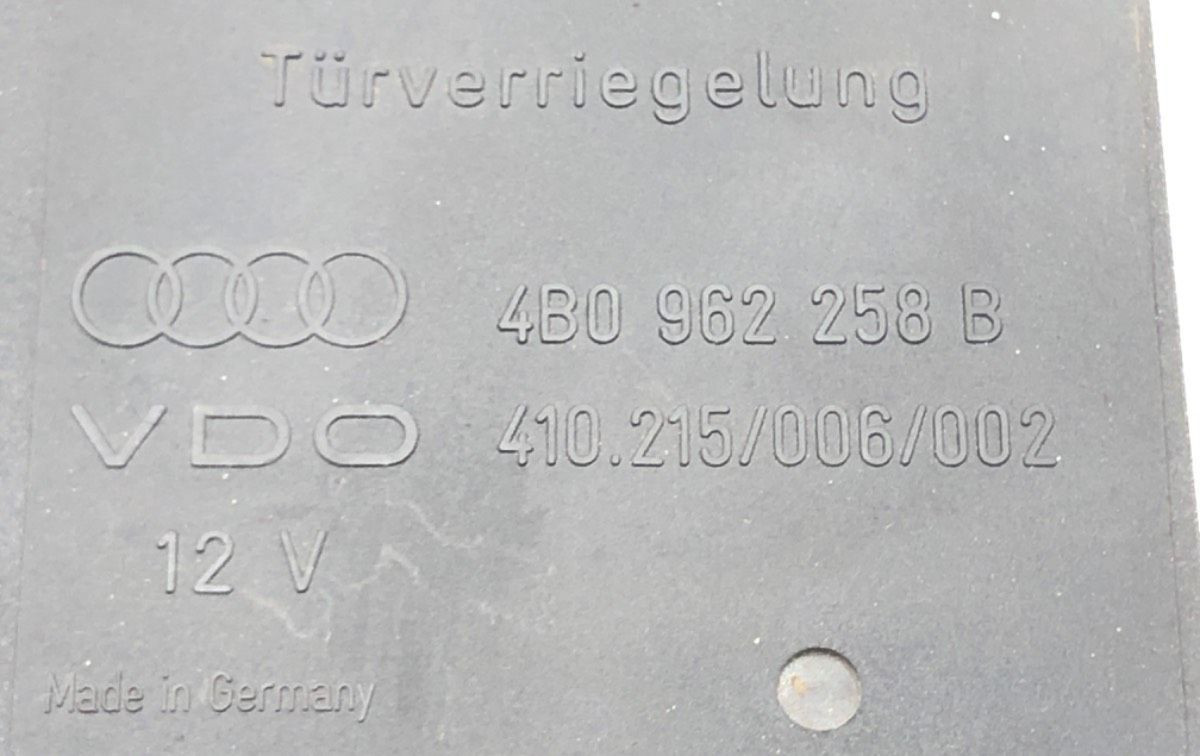 Türverriegelung
4B0 962 258 B
VDO 410.215/006/002
12 V
Made in Germany